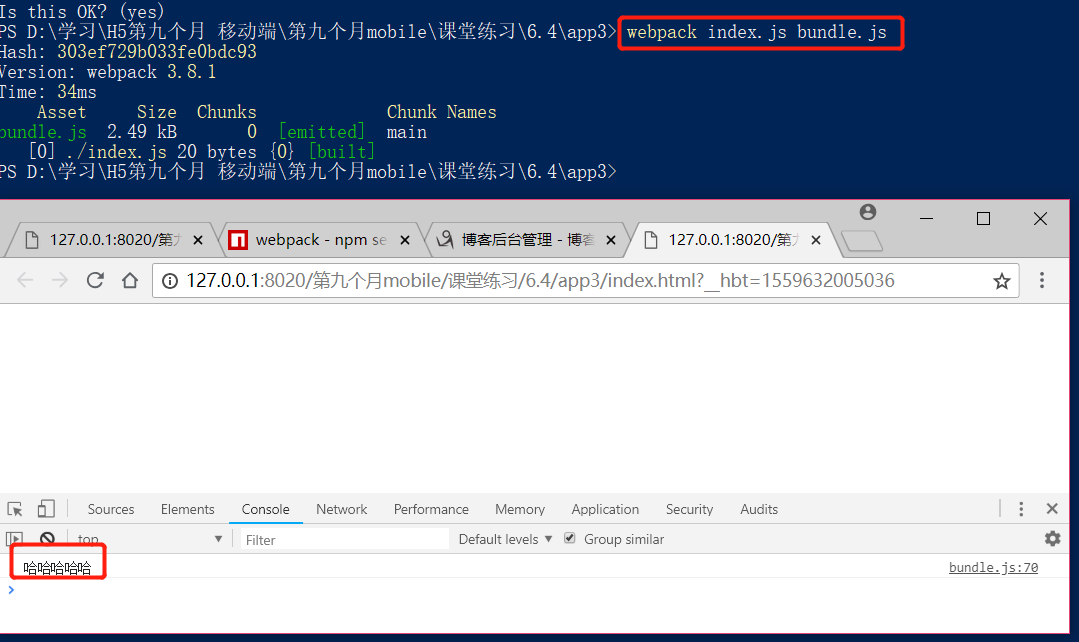 Is this OK? (yes)
PS D:\学习\H5第九个月 移动端\第九个月mobile\课堂练习\6.4\app3> webpack index.js bundle.js
Hash: 303ef729b033fe0bdc93
Version: webpack 3.8.1
Time: 34ms
Asset Size Chunks Chunk Names
bundle.js 2.49 kB 0 [emitted] main
[0] ./index.js 20 bytes {0} [built]
PS D:\学习\H5第九个月 移动端\第九个月mobile\课堂练习\6.4\app3>
127.0.0.1:8020/第九 webpack - npm se 博客后台管理 - 博客 127.0.0.1:8020/第九
127.0.0.1:8020/第九个月mobile/课堂练习/6.4/app3/index.html?__hbt=1559632005036
Sources Elements Console Network Performance Memory Application Security Audits
top Filter Default levels Group similar
哈哈哈哈哈 bundle.js:70